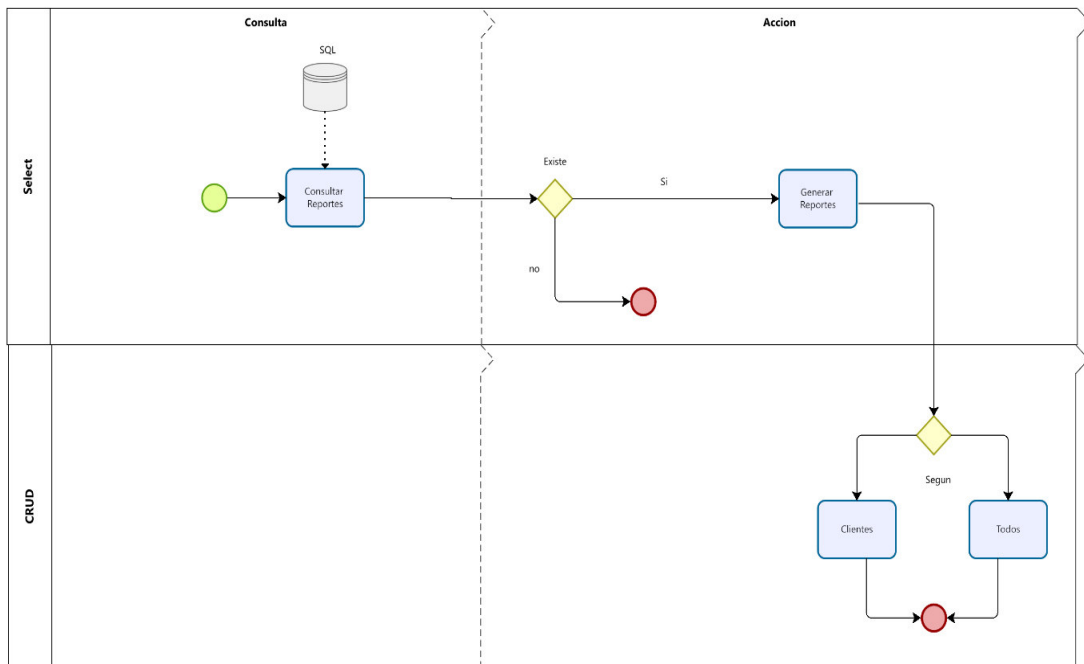 Consulta
Accion
SQL
Select
Consultar
Reportes
Existe
Si
Generar
Reportes
no
CRUD
Segun
Clientes
Todos